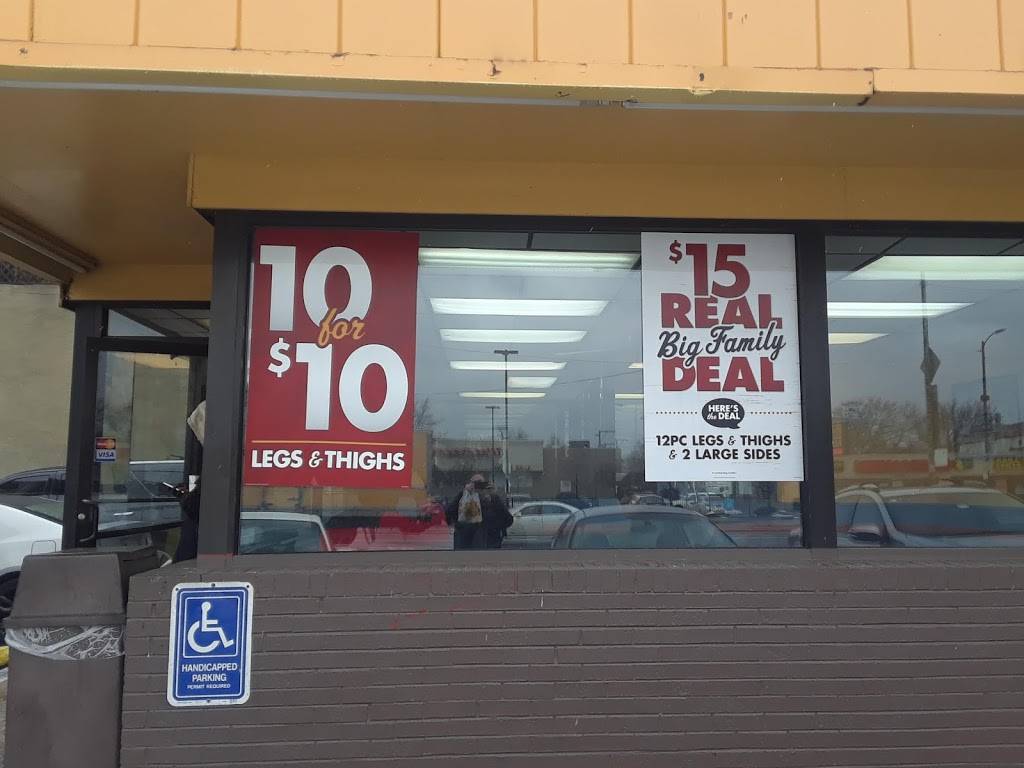 10
for
$10
LEGS & THIGHS
$15
REAL
Big Family
DEAL
HERE'S
the DEAL
12PC LEGS & THIGHS
& 2 LARGE SIDES
VISA
HANDICAPPED
PARKING
PERMIT REQUIRED